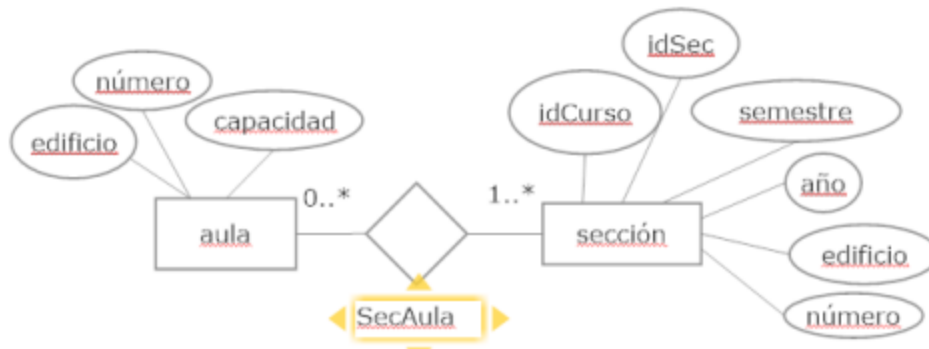 idSec
número
idCurso
semestre
capacidad
edificio
año
0..*
1..*
aula
sección
edificio
SecAula
número